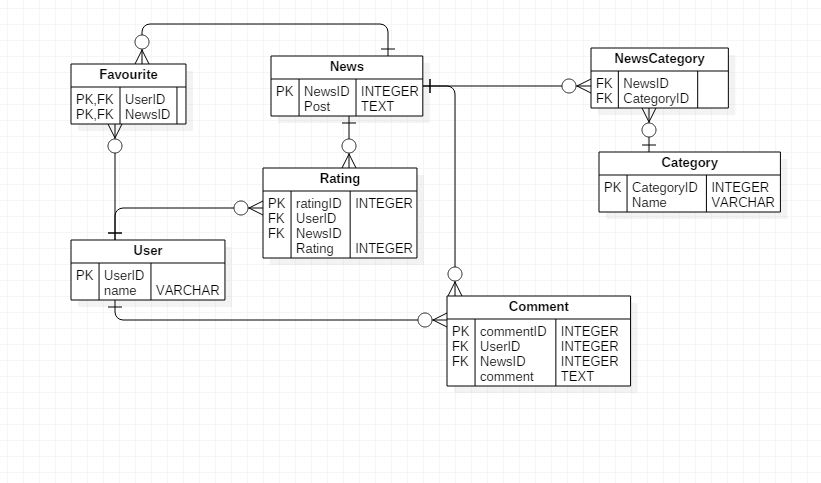 Favourite
PK,FK UserID
PK,FK NewsID
News
PK NewsID INTEGER
Post TEXT
NewsCategory
FK NewsID
FK CategoryID
Category
PK CategoryID INTEGER
Name VARCHAR
Rating
PK ratingID INTEGER
FK UserID
FK NewsID
Rating INTEGER
User
PK UserID
name VARCHAR
Comment
PK commentID INTEGER
FK UserID INTEGER
FK NewsID INTEGER
comment TEXT